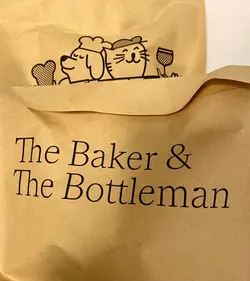 The Baker &
The Bottleman